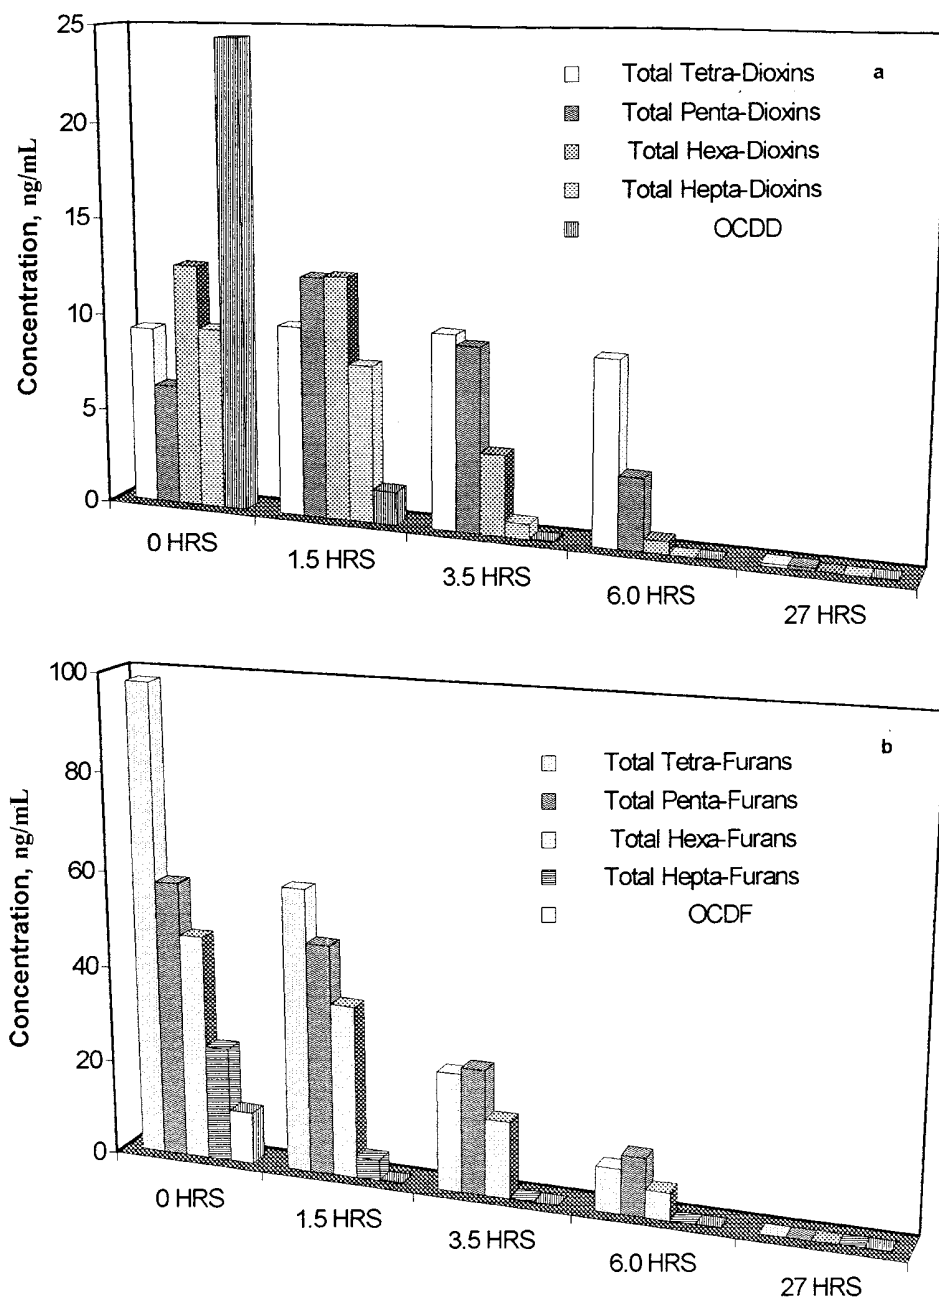 25
20
15
10
5
0
Concentration, ng/mL
Total Tetra-Dioxins
a
Total Penta-Dioxins
Total Hexa-Dioxins
Total Hepta-Dioxins
OCDD
0 HRS
1.5 HRS
3.5 HRS
6.0 HRS
27 HRS
100
80
60
40
20
0
Concentration, ng/mL
b
Total Tetra-Furans
Total Penta-Furans
Total Hexa-Furans
Total Hepta-Furans
OCDF
0 HRS
1.5 HRS
3.5 HRS
6.0 HRS
27 HRS